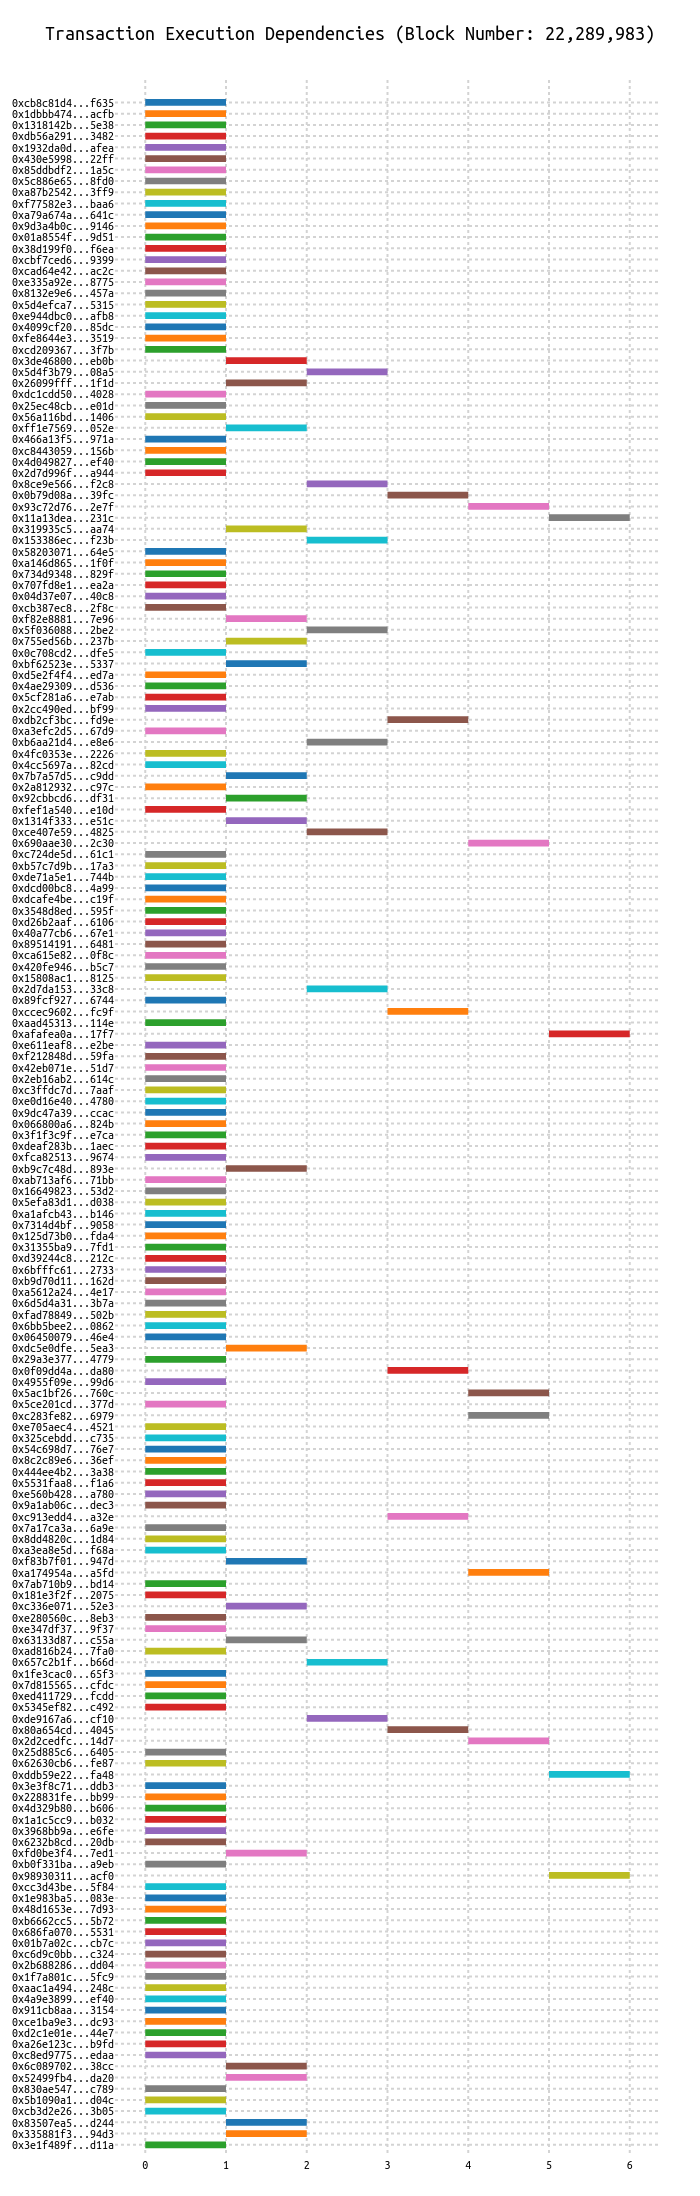 Transaction Execution Dependencies (Block Number: 22,289,983)
0xcb8c81d4...f635
0x1dbbb474...acfb
0x1318142b...5e38
0xdb56a291...3482
0x1932da0d...afea
0x430e5998...22ff
0x85ddbdf2...1a5c
0x5c886e65...8fd0
0xa87b2542...3ff9
0xf77582e3...baa6
0xa79a674a...641c
0x9d3a4b0c...9146
0x01a8554f...9d51
0x38d199f0...f6ea
0xcbf7ced6...9399
0xcad64e42...ac2c
0xe335a92e...8775
0x8132e9e6...457a
0x5d4efca7...5315
0xe944dbc0...afb8
0x4099cf20...85dc
0xfe8644e3...3519
0xcd209367...3f7b
0x3de46800...eb0b
0x5d4f3b79...08a5
0x26099fff...1f1d
0xdc1cdd50...4028
0x25ec48cb...e01d
0x56a116bd...1406
0xff1e7569...052e
0x466a13f5...971a
0xc8443059...156b
0x4d049827...ef40
0x2d7d996f...a944
0x8ce9e566...f2c8
0x0b79d08a...39fc
0x93c72d76...2e7f
0x11a13dea...231c
0x319935c5...aa74
0x153386ec...f23b
0x58203071...64e5
0xa146d865...1f0f
0x734d9348...829f
0x707fd8e1...ea2a
0x04d37e07...40c8
0xcb387ec8...2f8c
0xf82e8881...7e96
0x5f036088...2be2
0x755ed56b...237b
0x0c708cd2...dfe5
0xbf62523e...5337
0xd5e2f4f4...ed7a
0x4ae29309...d536
0x5cf281a6...e7ab
0x2cc490ed...bf99
0xdb2cf3bc...fd9e
0xa3efc2d5...67d9
0xb6aa21d4...e8e6
0x4fc0353e...2226
0x4cc5697a...82cd
0x7b7a57d5...c9dd
0x2a812932...c97c
0x92cbbcd6...df31
0xfef1a540...e10d
0x1314f333...e51c
0xce407e59...4825
0x690aae30...2c30
0xc724de5d...61c1
0xb57c7d9b...17a3
0xde71a5e1...744b
0xdcd00bc8...4a99
0xdcafe4be...c19f
0x3548d8ed...595f
0xd26b2aaf...6106
0x40a77cb6...67e1
0x89514191...6481
0xca615e82...0f8c
0x420fe946...b5c7
0x15808ac1...8125
0x2d7da153...33c8
0x89fcf927...6744
0xccec9602...fc9f
0xaad45313...114e
0xafafea0a...17f7
0xe611eaf8...e2be
0xf212848d...59fa
0x42eb071e...51d7
0x2eb16ab2...614c
0xc3ffdc7d...7aaf
0xe0d16e40...4780
0x9dc47a39...ccac
0x066800a6...824b
0x3f1f3c9f...e7ca
0xdeaf283b...1aec
0xfca82513...9674
0xb9c7c48d...893e
0xab713af6...71bb
0x16649823...53d2
0x5efa83d1...d038
0xa1afcb43...b146
0x7314d4bf...9058
0x125d73b0...fda4
0x31355ba9...7fd1
0xd39244c8...212c
0x6bfffc61...2733
0xb9d70d11...162d
0xa5612a24...4e17
0x6d5d4a31...3b7a
0xfad78849...502b
0x6bb5bee2...0862
0x06450079...46e4
0xdc5e0dfe...5ea3
0x29a3e377...4779
0x0f09dd4a...da80
0x4955f09e...99d6
0x5ac1bf26...760c
0x5ce201cd...377d
0xc283fe82...6979
0xe705aec4...4521
0x325cebdd...c735
0x54c698d7...76e7
0x8c2c89e6...36ef
0x444ee4b2...3a38
0x5531faa8...f1a6
0xe560b428...a780
0x9a1ab06c...dec3
0xc913edd4...a32e
0x7a17ca3a...6a9e
0x8dd4820c...1d84
0xa3ea8e5d...f68a
0xf83b7f01...947d
0xa174954a...a5fd
0x7ab710b9...bd14
0x181e3f2f...2075
0xc336e071...52e3
0xe280560c...8eb3
0xe347df37...9f37
0x63133d87...c55a
0xad816b24...7fa0
0x657c2b1f...b66d
0x1fe3cac0...65f3
0x7d815565...cfdc
0xed411729...fcdd
0x5345ef82...c492
0xde9167a6...cf10
0x80a654cd...4045
0x2d2cedfc...14d7
0x25d885c6...6405
0x62630cb6...fe87
0xddb59e22...fa48
0x3e3f8c71...ddb3
0x228831fe...bb99
0x4d329b80...b606
0x1a1c5cc9...b032
0x3968bb9a...e6fe
0x6232b8cd...20db
0xfd0be3f4...7ed1
0xb0f331ba...a9eb
0x98930311...acf0
0xcc3d43be...5f84
0x1e983ba5...083e
0x48d1653e...7d93
0xb6662cc5...5b72
0x686fa070...5531
0x01b7a02c...cb7c
0xc6d9c0bb...c324
0x2b688286...dd04
0x1f7a801c...5fc9
0xaac1a494...248c
0x4a9e3899...ef40
0x911cb8aa...3154
0xce1ba9e3...dc93
0xd2c1e01e...44e7
0xa26e123c...b9fd
0xc8ed9775...edaa
0x6c089702...38cc
0x52499fb4...da20
0x830ae547...c789
0x5b1090a1...d04c
0xcb3d2e26...3b05
0x83507ea5...d244
0x335881f3...94d3
0x3e1f489f...d11a
0 1 2 3 4 5 6